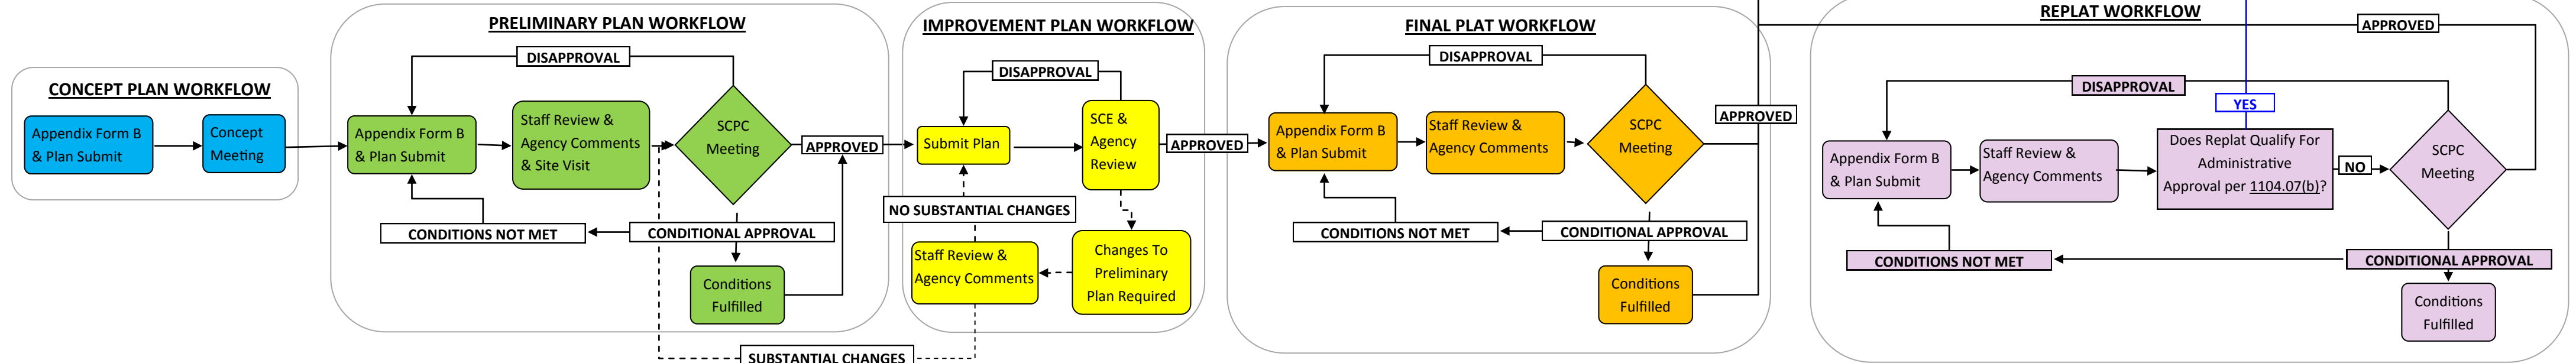 CONCEPT PLAN WORKFLOW
Appendix Form B
& Plan Submit
Concept
Meeting
PRELIMINARY PLAN WORKFLOW
DISAPPROVAL
Appendix Form B
& Plan Submit
Staff Review &
Agency Comments
& Site Visit
SCPC
Meeting
APPROVED
CONDITIONS NOT MET
CONDITIONAL APPROVAL
Conditions
Fulfilled
SUBSTANTIAL CHANGES
IMPROVEMENT PLAN WORKFLOW
DISAPPROVAL
Submit Plan
SCE &
Agency
Review
APPROVED
NO SUBSTANTIAL CHANGES
Staff Review &
Agency Comments
Changes To
Preliminary
Plan Required
FINAL PLAT WORKFLOW
DISAPPROVAL
Appendix Form B
& Plan Submit
Staff Review &
Agency Comments
SCPC
Meeting
APPROVED
CONDITIONS NOT MET
CONDITIONAL APPROVAL
Conditions
Fulfilled
REPLAT WORKFLOW
APPROVED
DISAPPROVAL
YES
Appendix Form B
& Plan Submit
Staff Review &
Agency Comments
Does Replat Qualify For
Administrative
Approval per 1104.07(b)?
NO
SCPC
Meeting
CONDITIONS NOT MET
CONDITIONAL APPROVAL
Conditions
Fulfilled